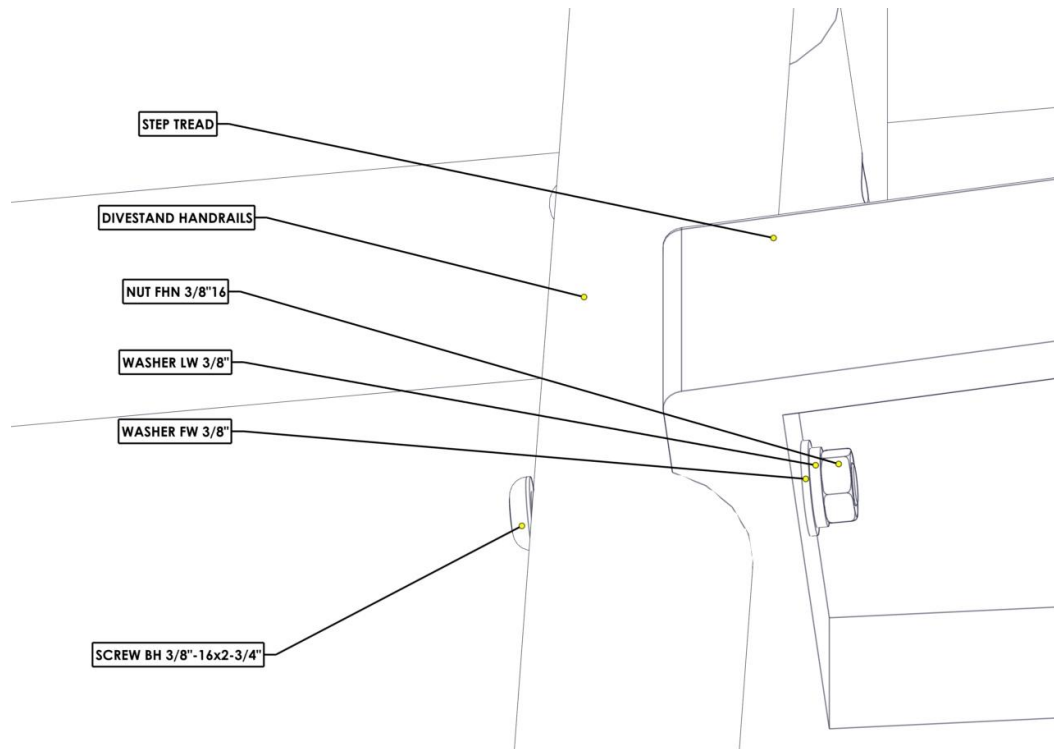 STEP TREAD
DIVESTAND HANDRAILS
NUT FHN 3/8"16
WASHER LW 3/8"
WASHER FW 3/8"
SCREW BH 3/8"-16x2-3/4"